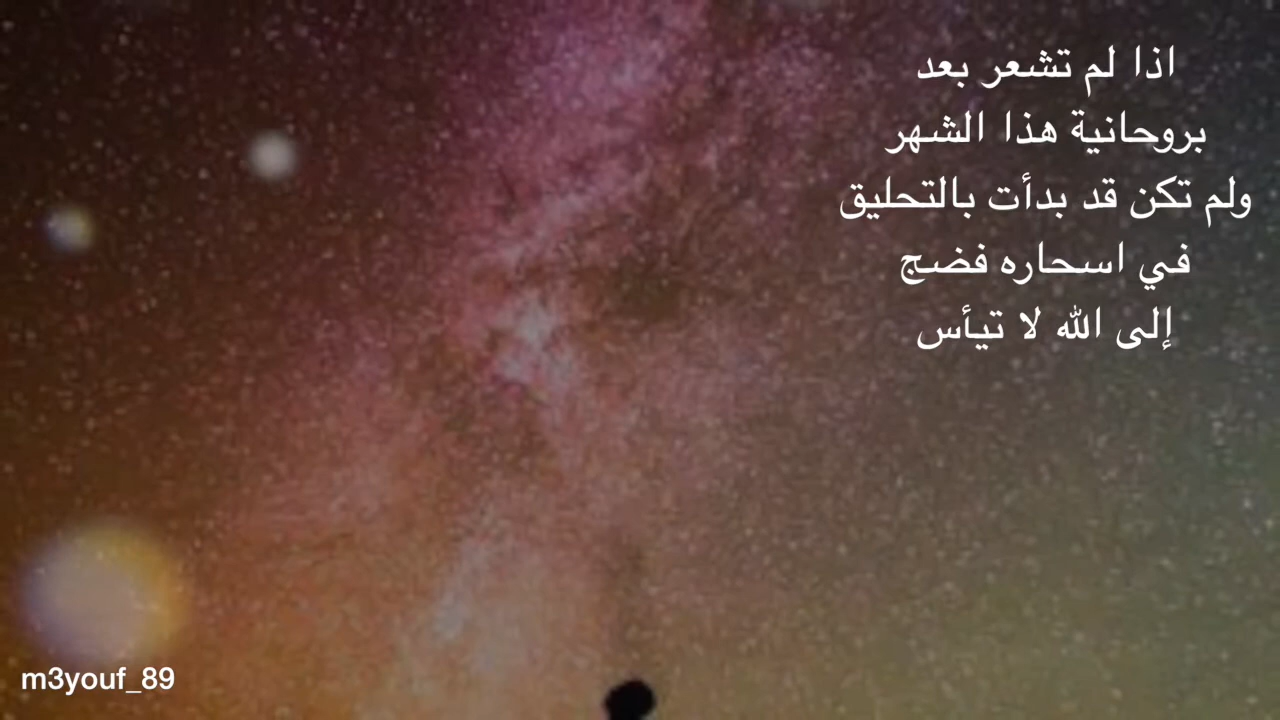 اذا لم تشعر بعد
بروحانية هذا الشهر
ولم تكن قد بدأت بالتحليق
في اسحاره فضج
إلى الله لا تيأس
m3youf_89